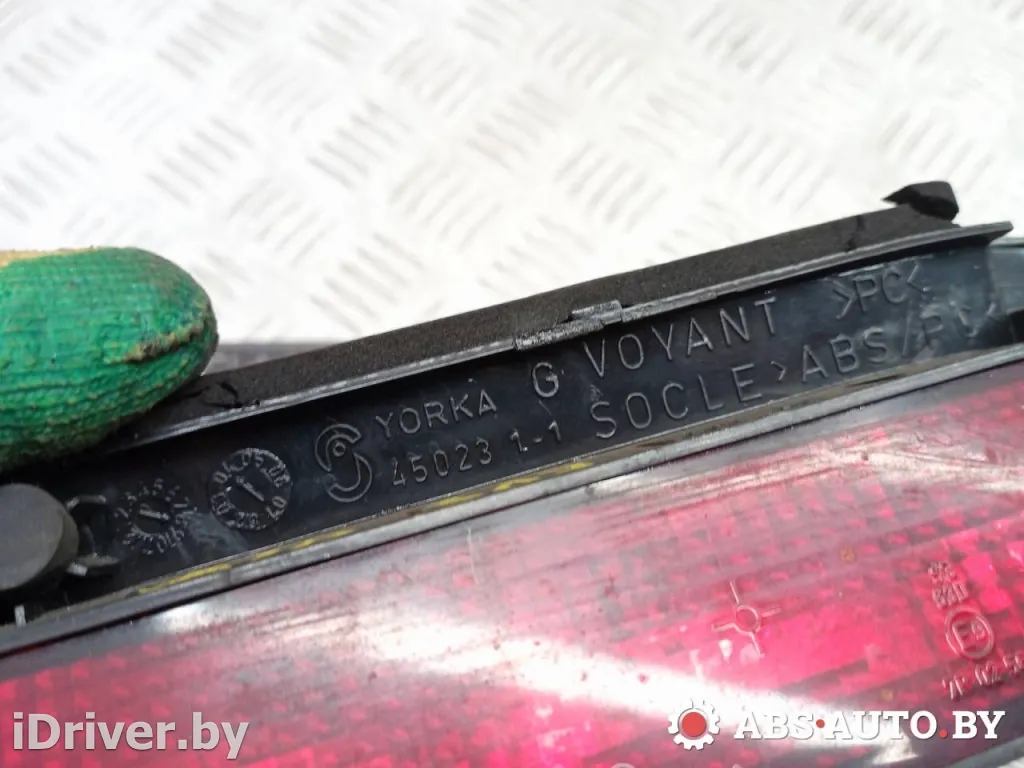 VOYANT >PC<
YORKA G
45023 1-1 SOCLE >ABS/
iDriver.by
ABS-AUTO.BY